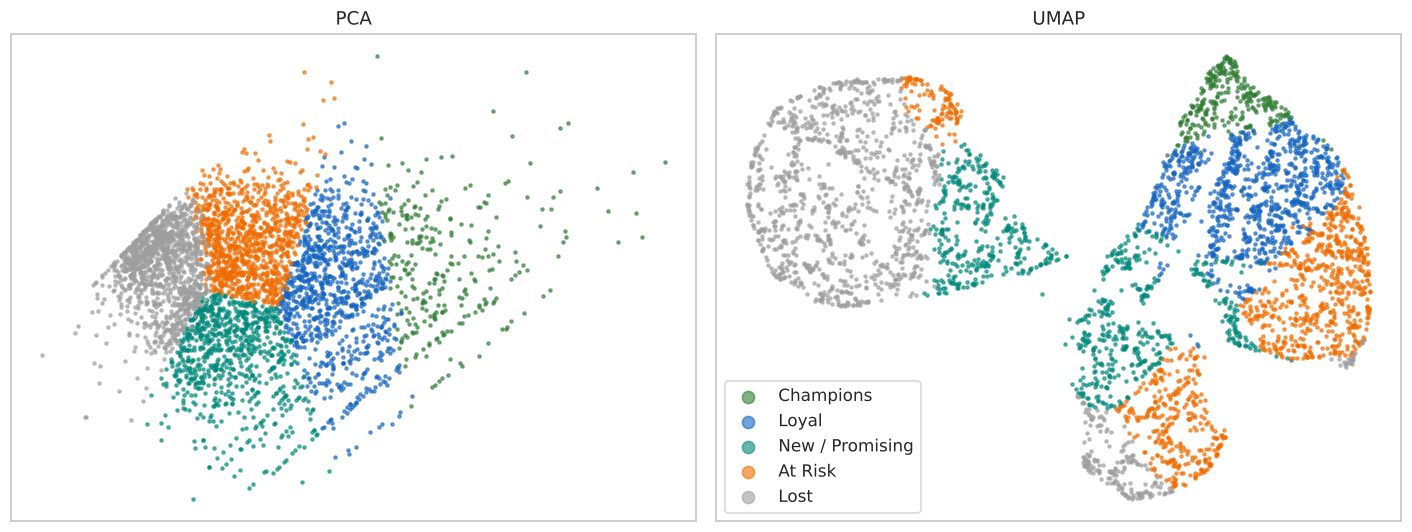 PCA
UMAP
Champions
Loyal
New / Promising
At Risk
Lost